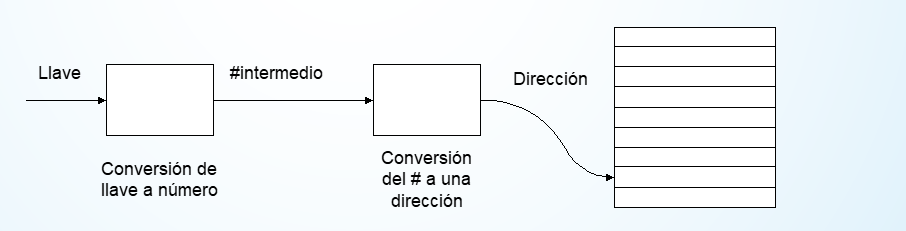 Llave
#intermedio
Dirección
Conversión de
llave a número
Conversión
del # a una
dirección